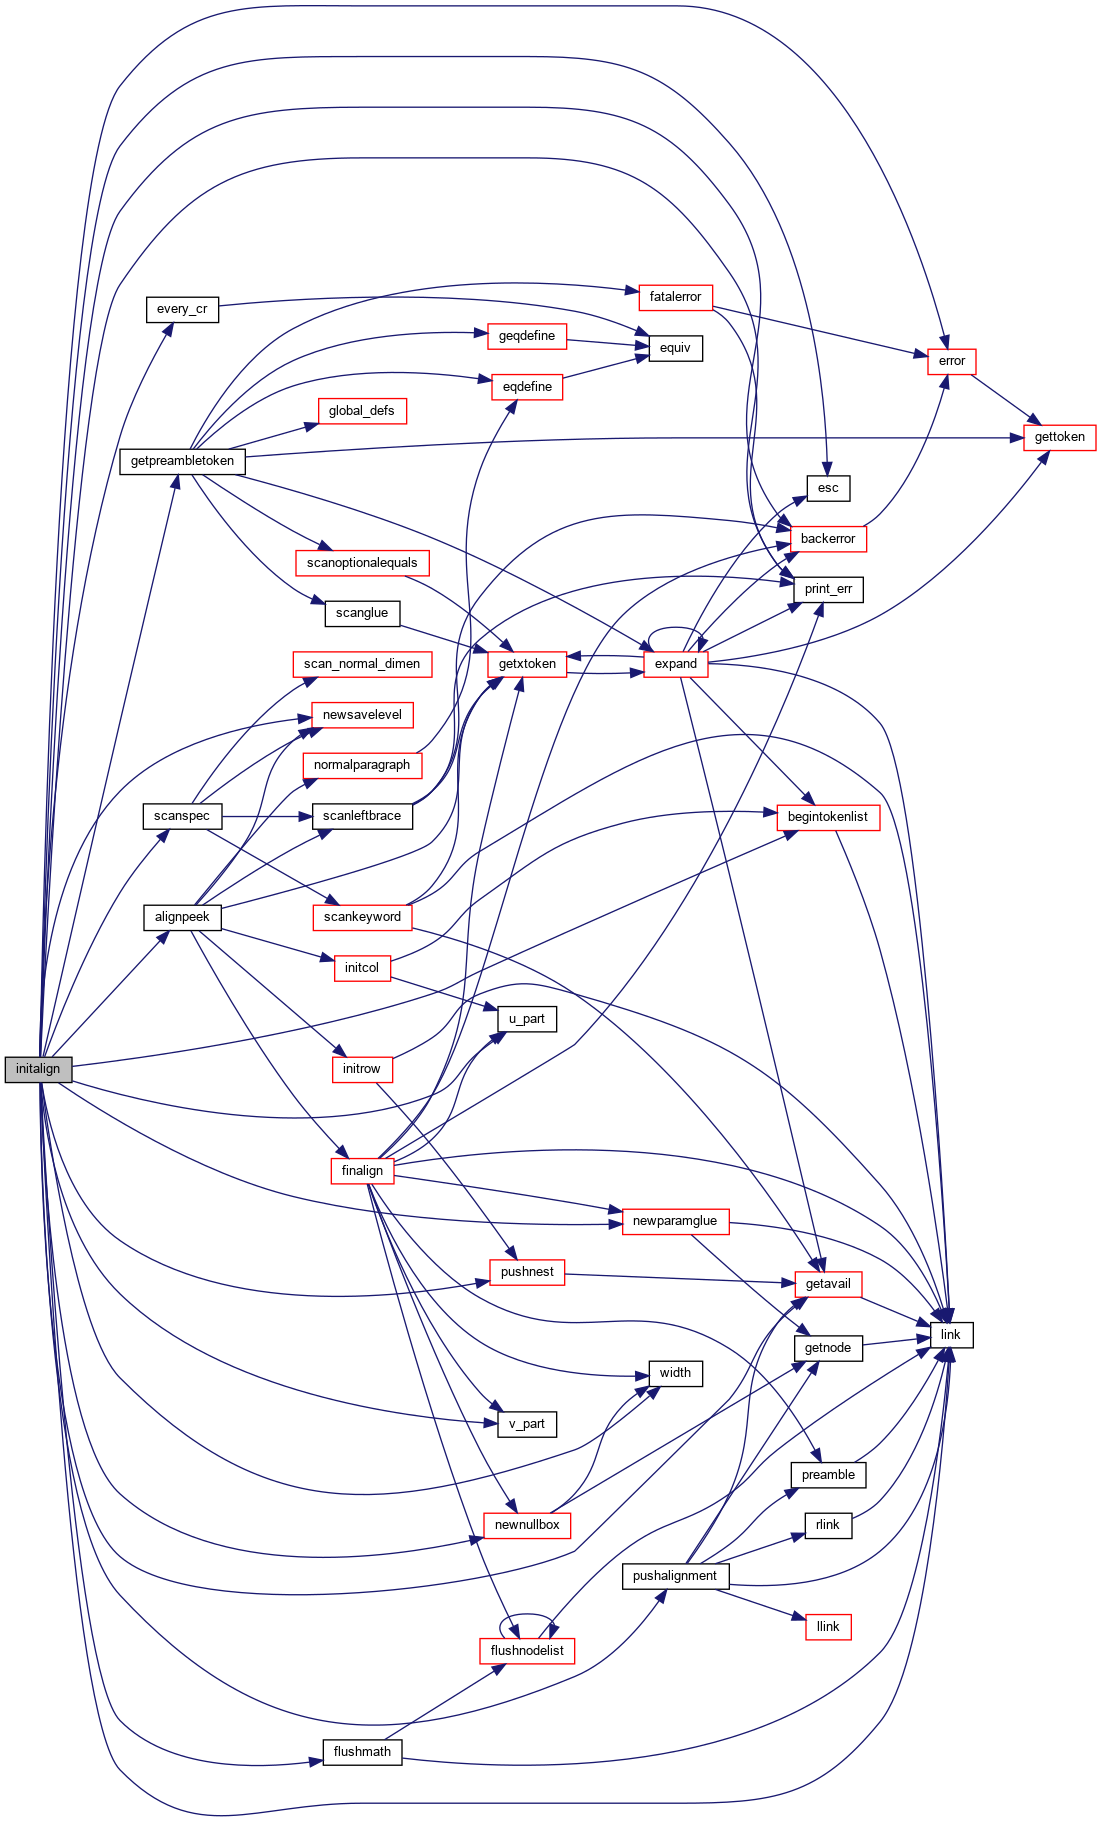 fatalerror
every_cr
geqdefine
equiv
error
eqdefine
global_defs
gettoken
getpreambletoken
esc
backerror
scanoptionalequals
print_err
scanglue
scan_normal_dimen
getxtoken
expand
newsavelevel
normalparagraph
scanspec
scanleftbrace
begintokenlist
alignpeek
scankeyword
initcol
u_part
initalign
initrow
finalign
newparamglue
pushnest
getavail
link
getnode
width
v_part
preamble
newnullbox
rlink
pushalignment
llink
flushnodelist
flushmath